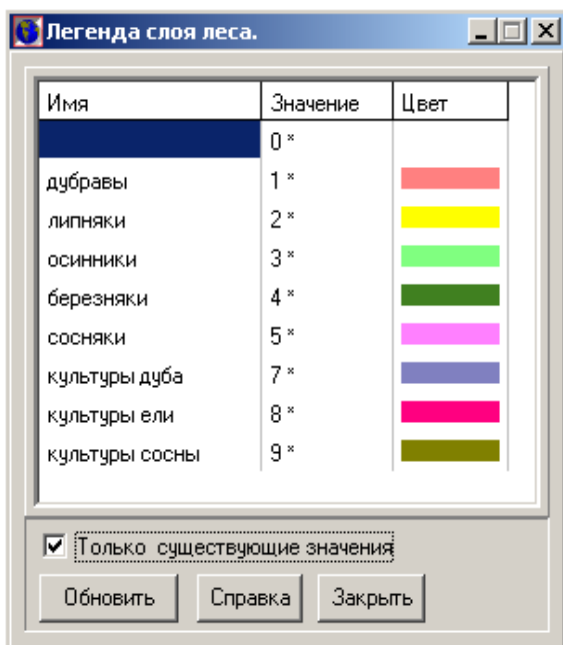 Легенда слоя леса.
Имя Значение Цвет
0 *
дубравы 1 *
липняки 2 *
осинники 3 *
березняки 4 *
сосняки 5 *
культуры дуба 7 *
культуры ели 8 *
культуры сосны 9 *
Только существующие значения
Обновить Справка Закрыть